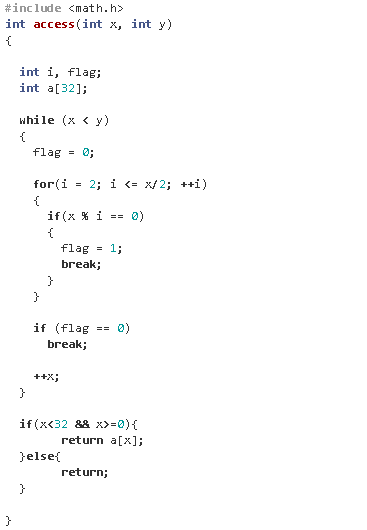 #include <math.h>
int access(int x, int y)
{
int i, flag;
int a[32];
while (x < y)
{
flag = 0;
for(i = 2; i <= x/2; ++i)
{
if(x % i == 0)
{
flag = 1;
break;
}
}
if (flag == 0)
break;
++x;
}
if(x<32 && x>=0){
return a[x];
}else{
return;
}
}